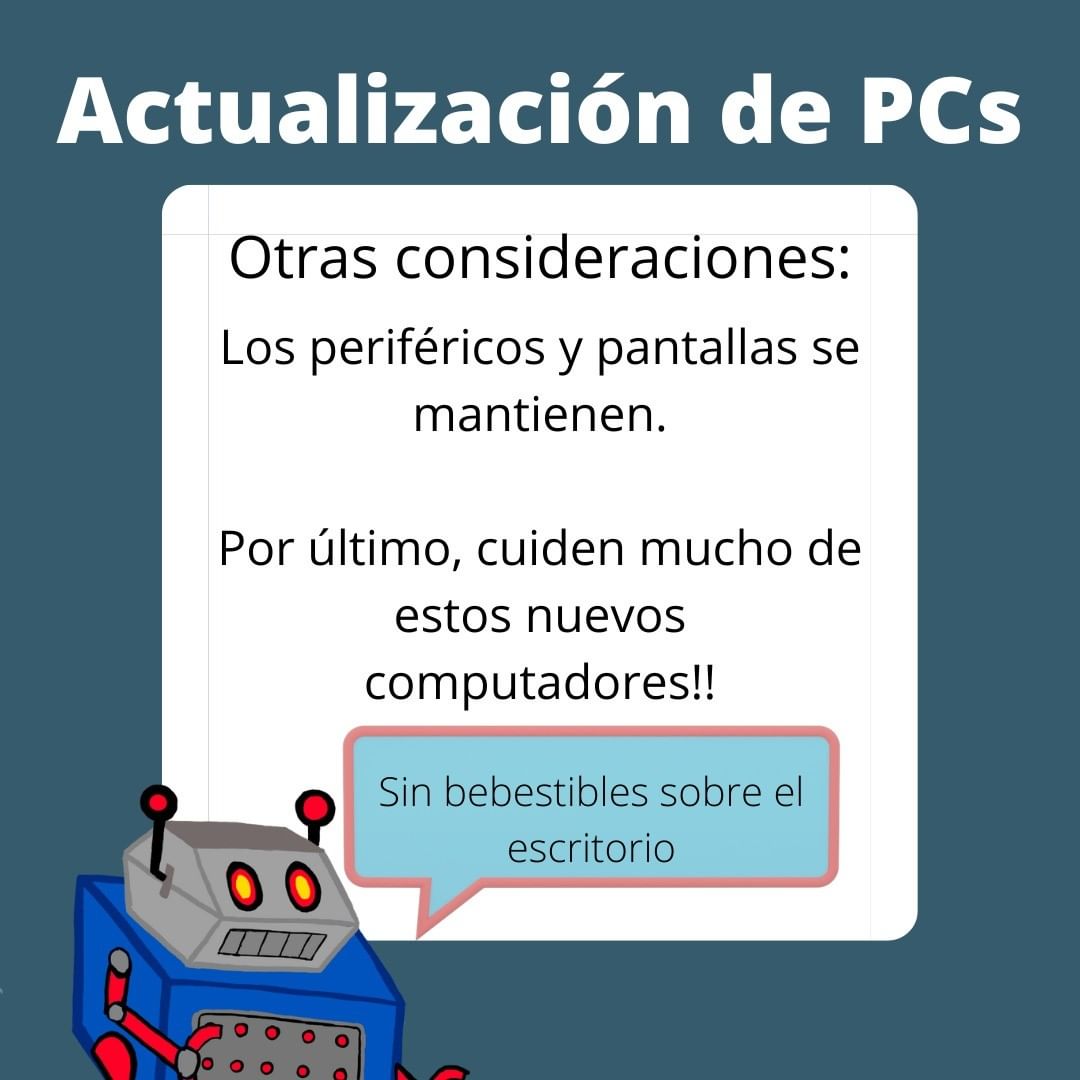 Actualización de PCs
Otras consideraciones:
Los periféricos y pantallas se
mantienen.
Por último, cuiden mucho de
estos nuevos
computadores!!
Sin bebestibles sobre el
escritorio